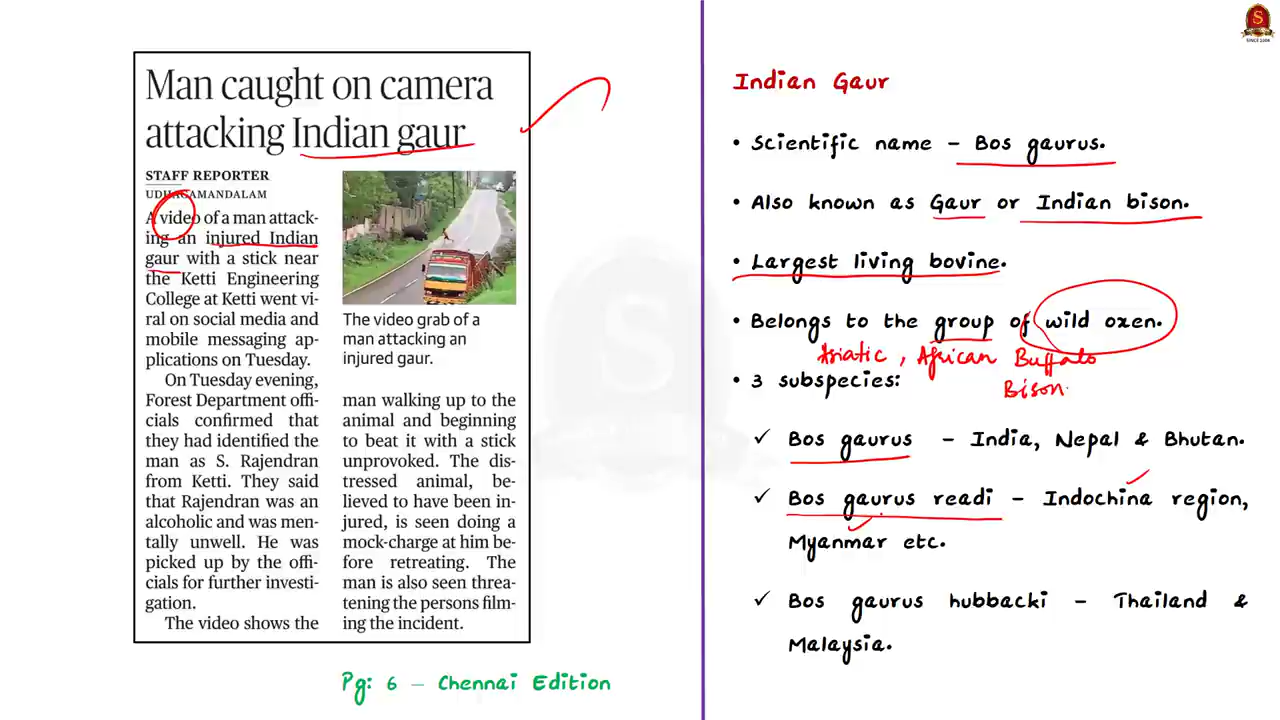 Man caught on camera
attacking Indian gaur
STAFF REPORTER
UDHAGAMANDALAM
A video of a man attack-
ing an injured Indian
gaur with a stick near
the Ketti Engineering
College at Ketti went vi-
ral on social media and
mobile messaging ap-
plications on Tuesday.
On Tuesday evening,
Forest Department offi-
cials confirmed that
they had identified the
man as S. Rajendran
from Ketti. They said
that Rajendran was an
alcoholic and was men-
tally unwell. He was
picked up by the offi-
cials for further investi-
gation.
The video shows the
The video grab of a
man attacking an
injured gaur.
man walking up to the
animal and beginning
to beat it with a stick
unprovoked. The dis-
tressed animal, be-
lieved to have been in-
jured, is seen doing a
mock-charge at him be-
fore retreating. The
man is also seen threa-
tening the persons film-
ing the incident.
Pg: 6 – Chennai Edition
S
Indian Gaur
• Scientific name – Bos gaurus.
• Also known as Gaur or Indian bison.
• Largest living bovine.
• Belongs to the group of wild oxen.
Asiatic, African Buffalo
Bison
• 3 subspecies:
✓ Bos gaurus – India, Nepal & Bhutan.
✓ Bos gaurus readi – Indochina region,
Myanmar etc.
✓ Bos gaurus hubbacki – Thailand &
Malaysia.